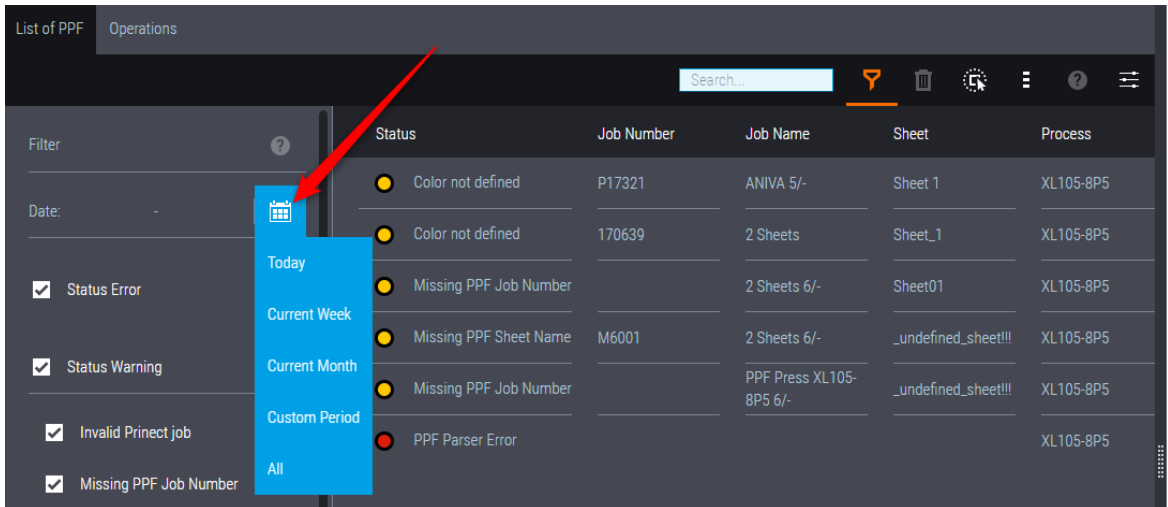 List of PPF Operations
Search...
Filter
Date: -
Today
Current Week
Current Month
Custom Period
All
Status Error
Status Warning
Invalid Prinect job
Missing PPF Job Number
Status Job Number Job Name Sheet Process
Color not defined P17321 ANIVA 5/- Sheet 1 XL105-8P5
Color not defined 170639 2 Sheets Sheet_1 XL105-8P5
Missing PPF Job Number 2 Sheets 6/- Sheet01 XL105-8P5
Missing PPF Sheet Name M6001 2 Sheets 6/- _undefined_sheet!!! XL105-8P5
Missing PPF Job Number PPF Press XL105-
8P5 6/- _undefined_sheet!!! XL105-8P5
PPF Parser Error XL105-8P5